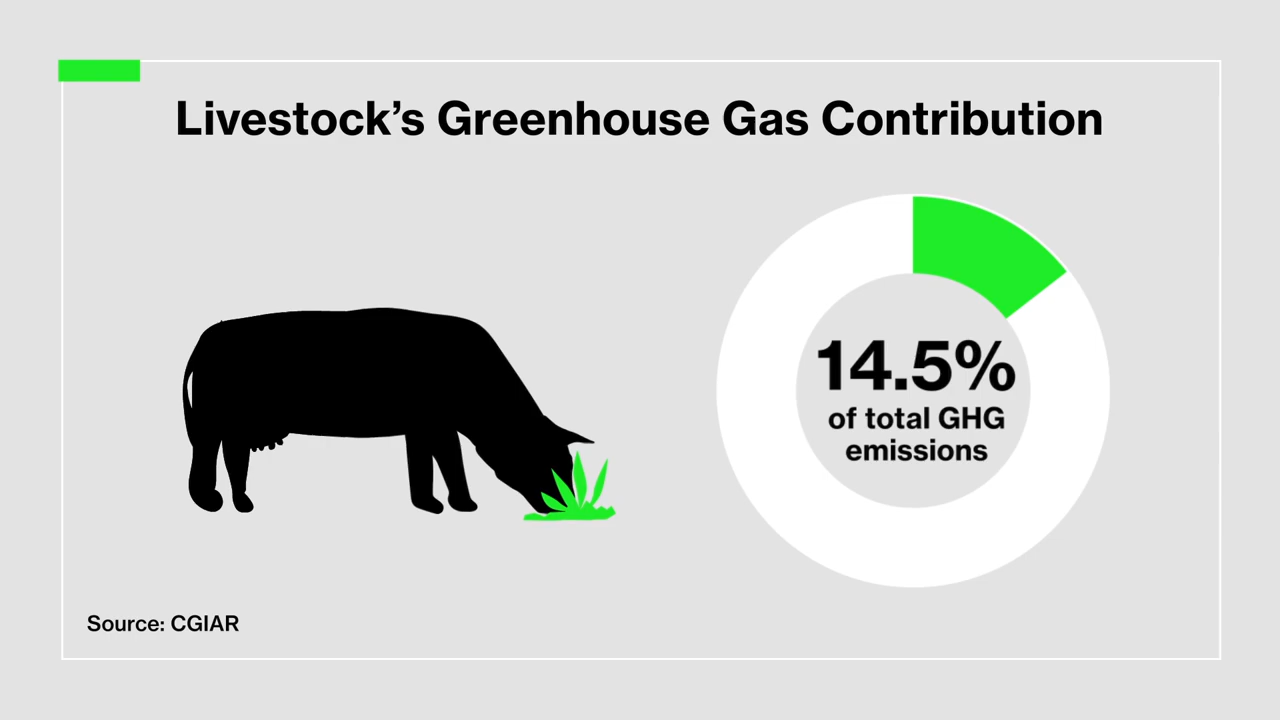 Livestock’s Greenhouse Gas Contribution
14.5%
of total GHG
emissions
Source: CGIAR